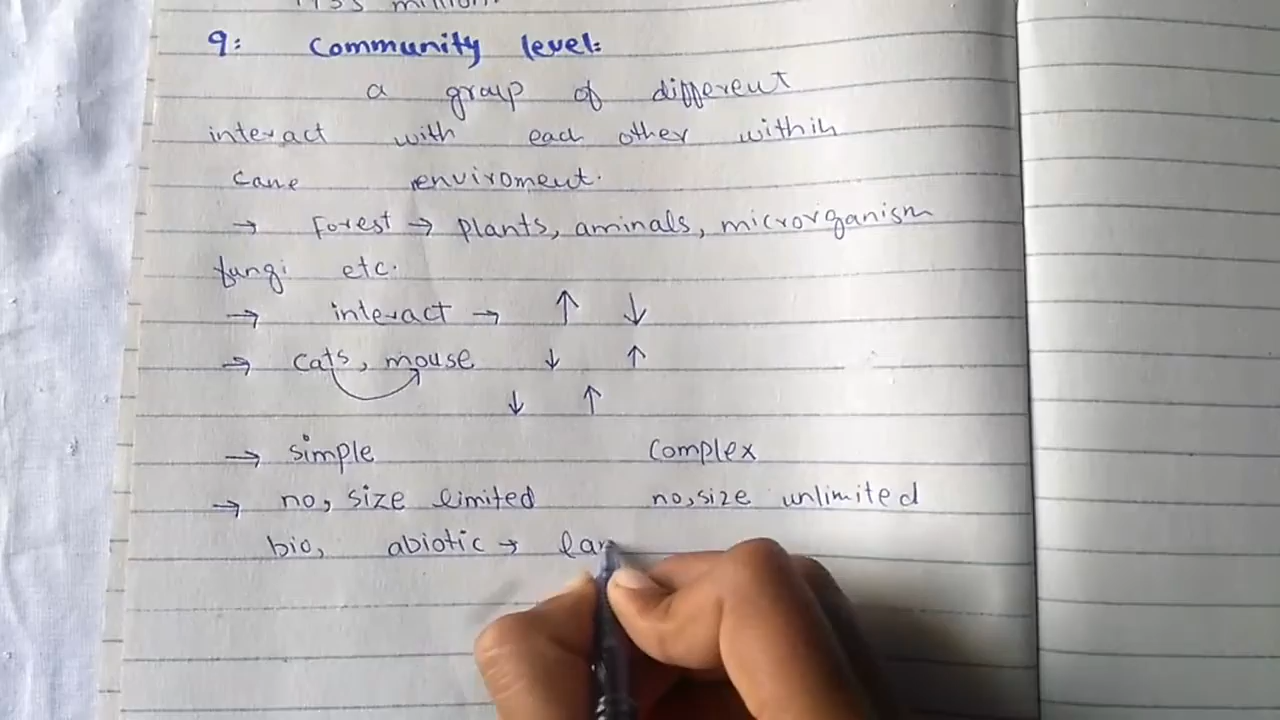 9: Community level:
a group of different
interact with each other within
cane enviroment.
→ Forest → plants, aminals, microrganism
fungi etc.
→ interact → ↑ ↓
→ cats, mouse ↓ ↑
↓ ↑
→ simple Complex
→ no, size limited no, size unlimited
bio, abiotic →